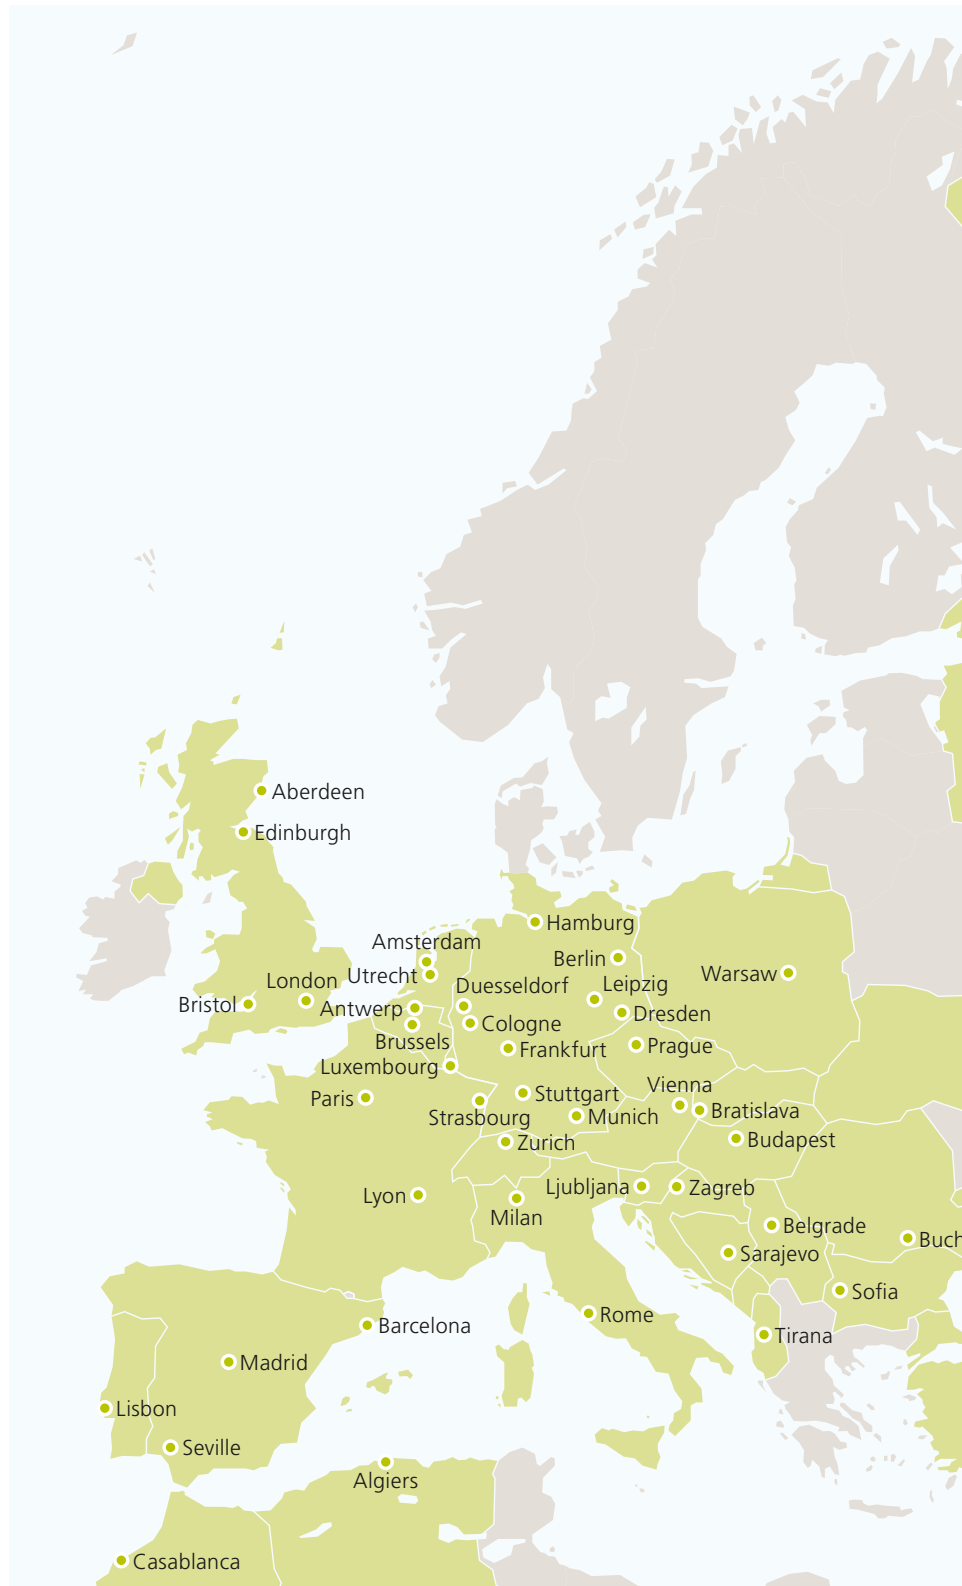 Aberdeen
Edinburgh
Hamburg
Amsterdam
Berlin
Utrecht
Warsaw
London
Duesseldorf
Leipzig
Bristol
Antwerp
Dresden
Cologne
Brussels
Prague
Frankfurt
Luxembourg
Vienna
Paris
Stuttgart
Strasbourg
Munich
Bratislava
Budapest
Zurich
Lyon
Ljubljana
Zagreb
Milan
Belgrade
Buch
Sarajevo
Sofia
Rome
Barcelona
Tirana
Madrid
Lisbon
Seville
Algiers
Casablanca